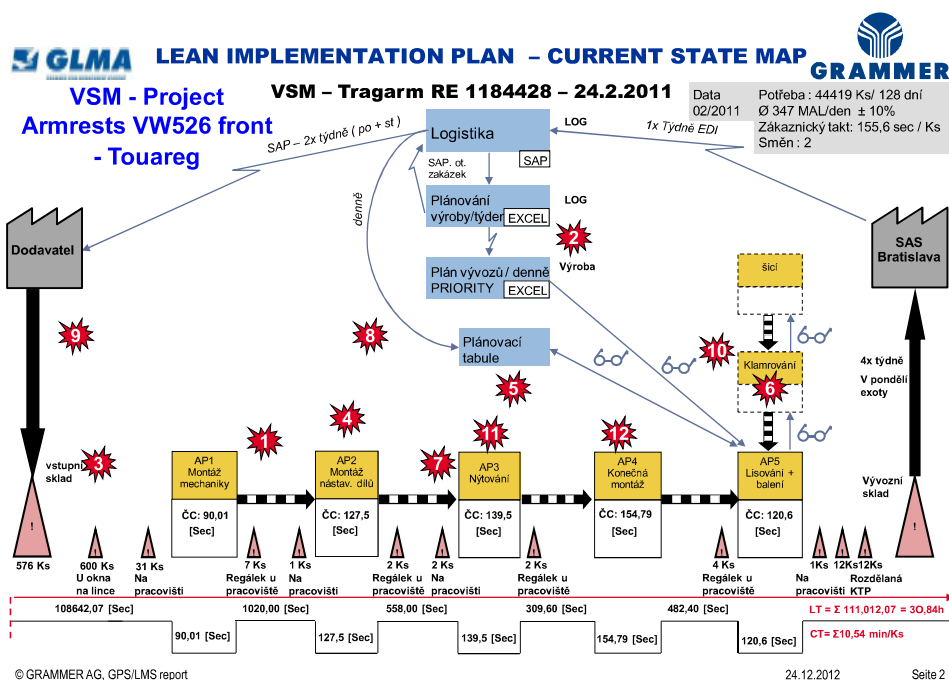 GLMA
LEAN IMPLEMENTATION PLAN – CURRENT STATE MAP
GRAMMER
VSM - Project
Armrests VW526 front
- Touareg
VSM – Tragarm RE 1184428 – 24.2.2011
Data
02/2011
Potřeba : 44419 Ks/ 128 dní
Ø 347 MAL/den ± 10%
Zákaznický takt: 155,6 sec / Ks
Směn : 2
SAP – 2x týdně ( po + st )
Logistika
SAP
LOG
1x Týdně EDI
SAP. ot.
zakázek
denně
Plánování
výroby/týden
EXCEL
LOG
2
Výroba
Plán vývozů / denně
PRIORITY
EXCEL
Dodavatel
SAS
Bratislava
šicí
9
8
Plánovací
tabule
10
Klamrování
6
5
4x týdně
V pondělí
exoty
4
1
11
12
7
3
vstupní
sklad
AP1
Montáž
mechaniky
AP2
Montáž
nástav. dílů
AP3
Nýtování
AP4
Konečná
montáž
AP5
Lisování +
balení
Vývozní
sklad
ČC: 90,01
[Sec]
ČC: 127,5
[Sec]
ČC: 139,5
[Sec]
ČC: 154,79
[Sec]
ČC: 120,6
[Sec]
! ! ! ! ! ! ! ! ! ! ! ! !
576 Ks
600 Ks
U okna
na lince
31 Ks
Na
pracovišti
7 Ks
Regálek u
pracoviště
1 Ks
Na
pracovišti
2 Ks
Regálek u
pracoviště
2 Ks
Na
pracovišti
2 Ks
Regálek u
pracoviště
4 Ks
Regálek u
pracoviště
1Ks
Na
pracovišti
12Ks
12Ks
Rozdělaná
KTP
108642,07 [Sec]
1020,00 [Sec]
558,00 [Sec]
309,60 [Sec]
482,40 [Sec]
LT = Σ 111,012,07 = 3O,84h
90,01 [Sec]
127,5 [Sec]
139,5 [Sec]
154,79 [Sec]
120,6 [Sec]
CT= Σ10,54 min/Ks
© GRAMMER AG, GPS/LMS report
24.12.2012
Seite 2